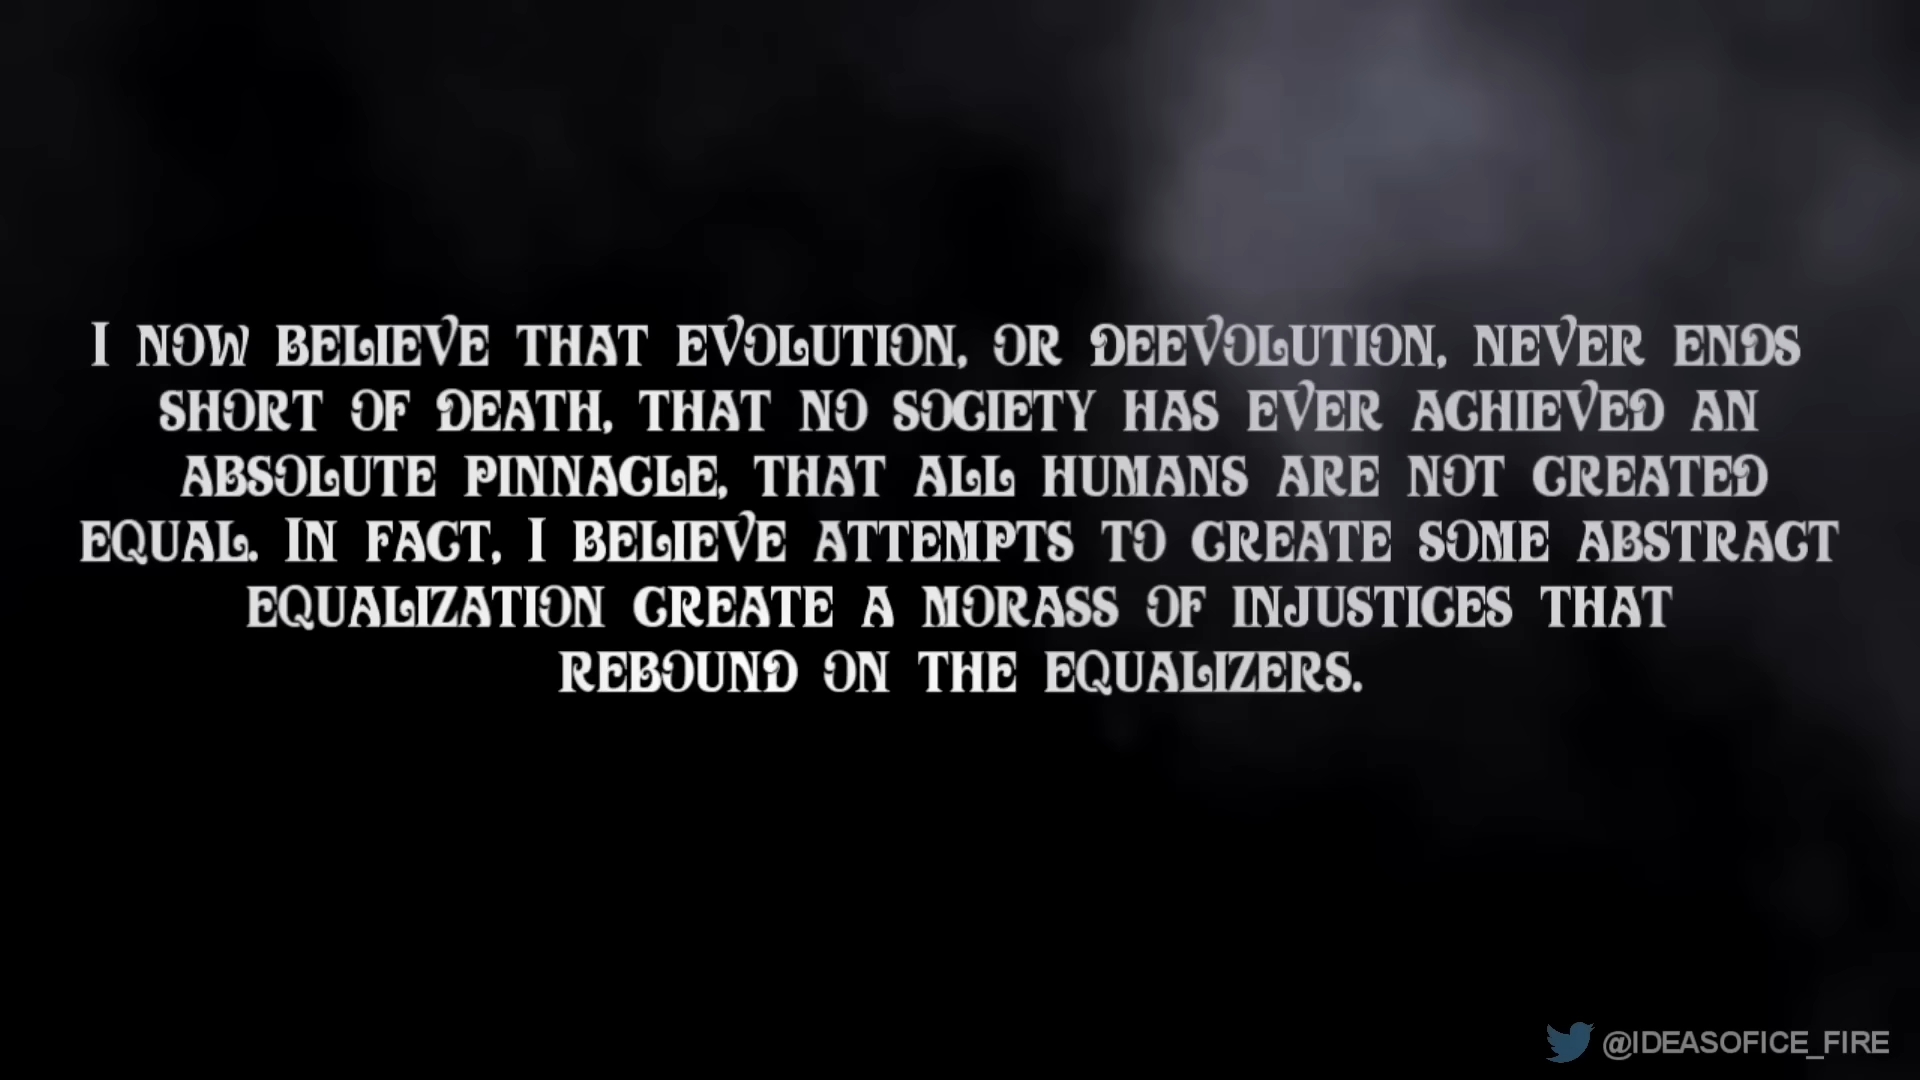 I NOW BELIEVE THAT EVOLUTION, OR DEEVOLUTION, NEVER ENDS
SHORT OF DEATH, THAT NO SOCIETY HAS EVER ACHIEVED AN
ABSOLUTE PINNACLE, THAT ALL HUMANS ARE NOT CREATED
EQUAL. IN FACT, I BELIEVE ATTEMPTS TO CREATE SOME ABSTRACT
EQUALIZATION CREATE A MORASS OF INJUSTICES THAT
REBOUND ON THE EQUALIZERS.
@IDEASOFICE_FIRE